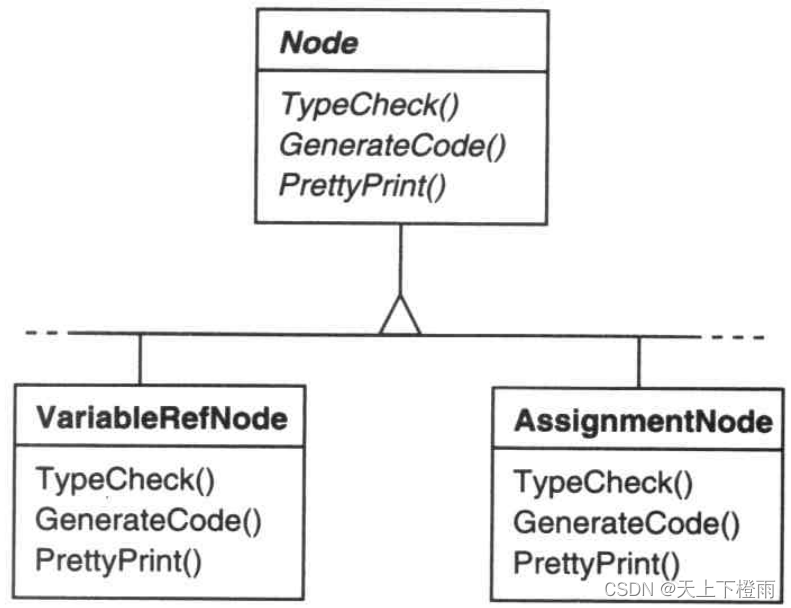 Node
TypeCheck()
GenerateCode()
PrettyPrint()
VariableRefNode
TypeCheck()
GenerateCode()
PrettyPrint()
AssignmentNode
TypeCheck()
GenerateCode()
PrettyPrint()
CSDN @天上下橙雨